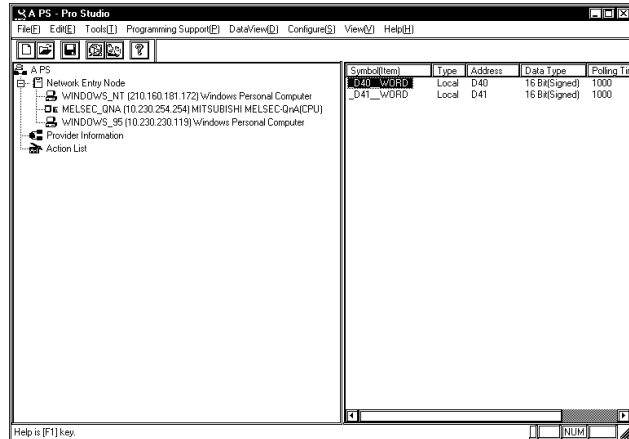 A PS - Pro Studio
File(F) Edit(E) Tools(T) Programming Support(P) DataView(D) Configure(S) View(V) Help(H)
A PS
Network Entry Node
WINDOWS_NT (210.160.181.172) Windows Personal Computer
MELSEC_QNA (10.230.254.254) MITSUBISHI MELSEC-QnA(CPU)
WINDOWS_95 (10.230.230.119) Windows Personal Computer
Provider Information
Action List
Symbol(Item) Type Address Data Type Polling Tim
_D40__WORD Local D40 16 Bit(Signed) 1000
_D41__WORD Local D41 16 Bit(Signed) 1000
Help is [F1] key.
NUM